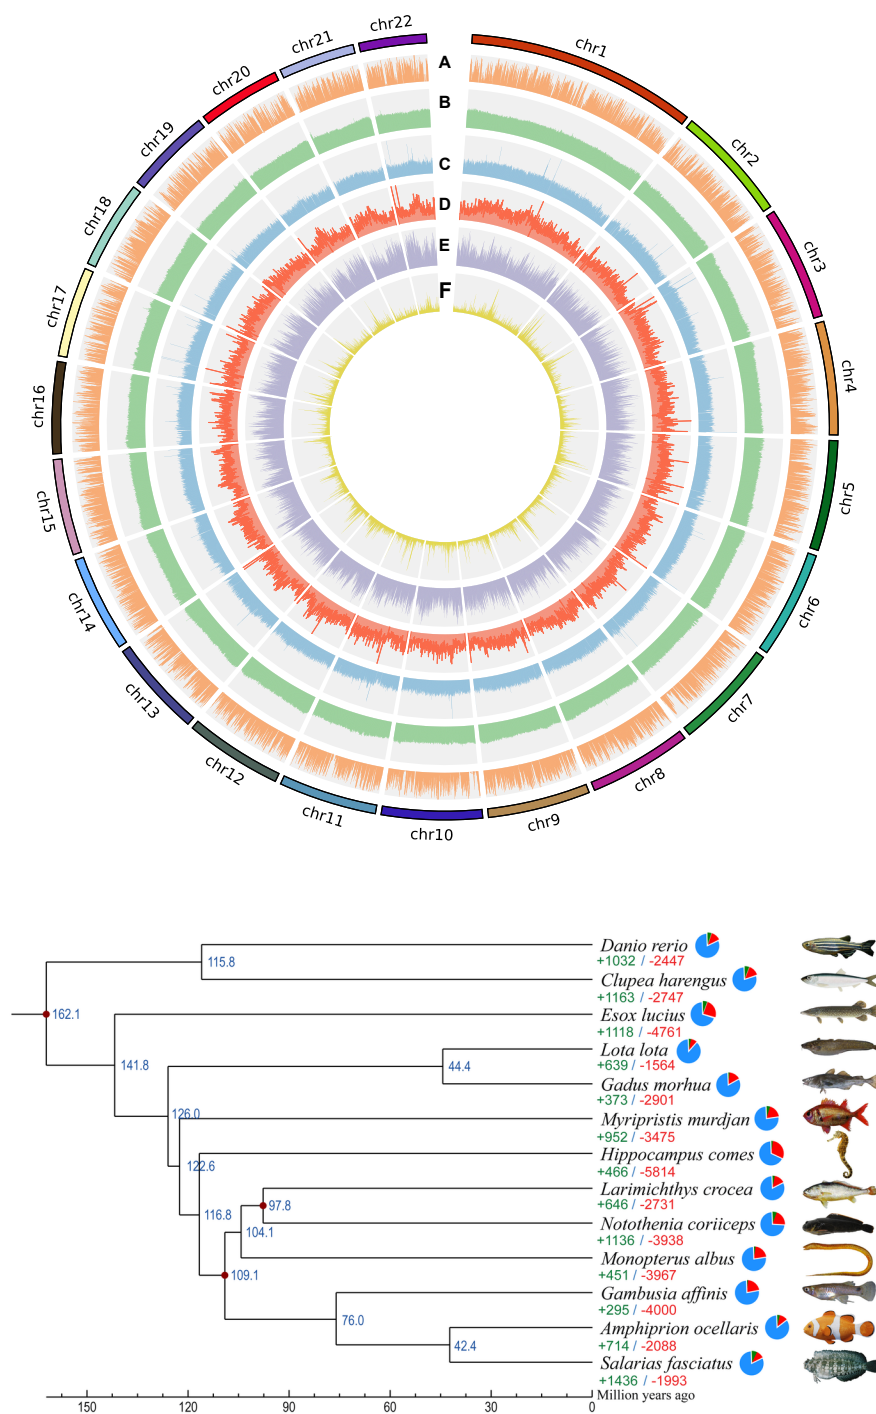 chr22
chr1
chr21
chr20
chr19
chr2
chr18
chr3
chr17
chr4
chr16
chr5
chr15
chr6
chr14
chr7
chr13
chr8
chr12
chr9
chr11
chr10
A
B
C
D
E
F
Danio rerio
+1032 / -2447
115.8
Clupea harengus
+1163 / -2747
162.1
Esox lucius
+1118 / -4761
141.8
Lota lota
+639 / -1564
44.4
Gadus morhua
+373 / -2901
126.0
Myripristis murdjan
+952 / -3475
122.6
Hippocampus comes
+466 / -5814
116.8
Larimichthys crocea
+646 / -2731
97.8
Notothenia coriiceps
+1136 / -3938
104.1
Monopterus albus
+451 / -3967
109.1
Gambusia affinis
+295 / -4000
76.0
Amphiprion ocellaris
+714 / -2088
42.4
Salarias fasciatus
+1436 / -1993
Million years ago
150 120 90 60 30 0